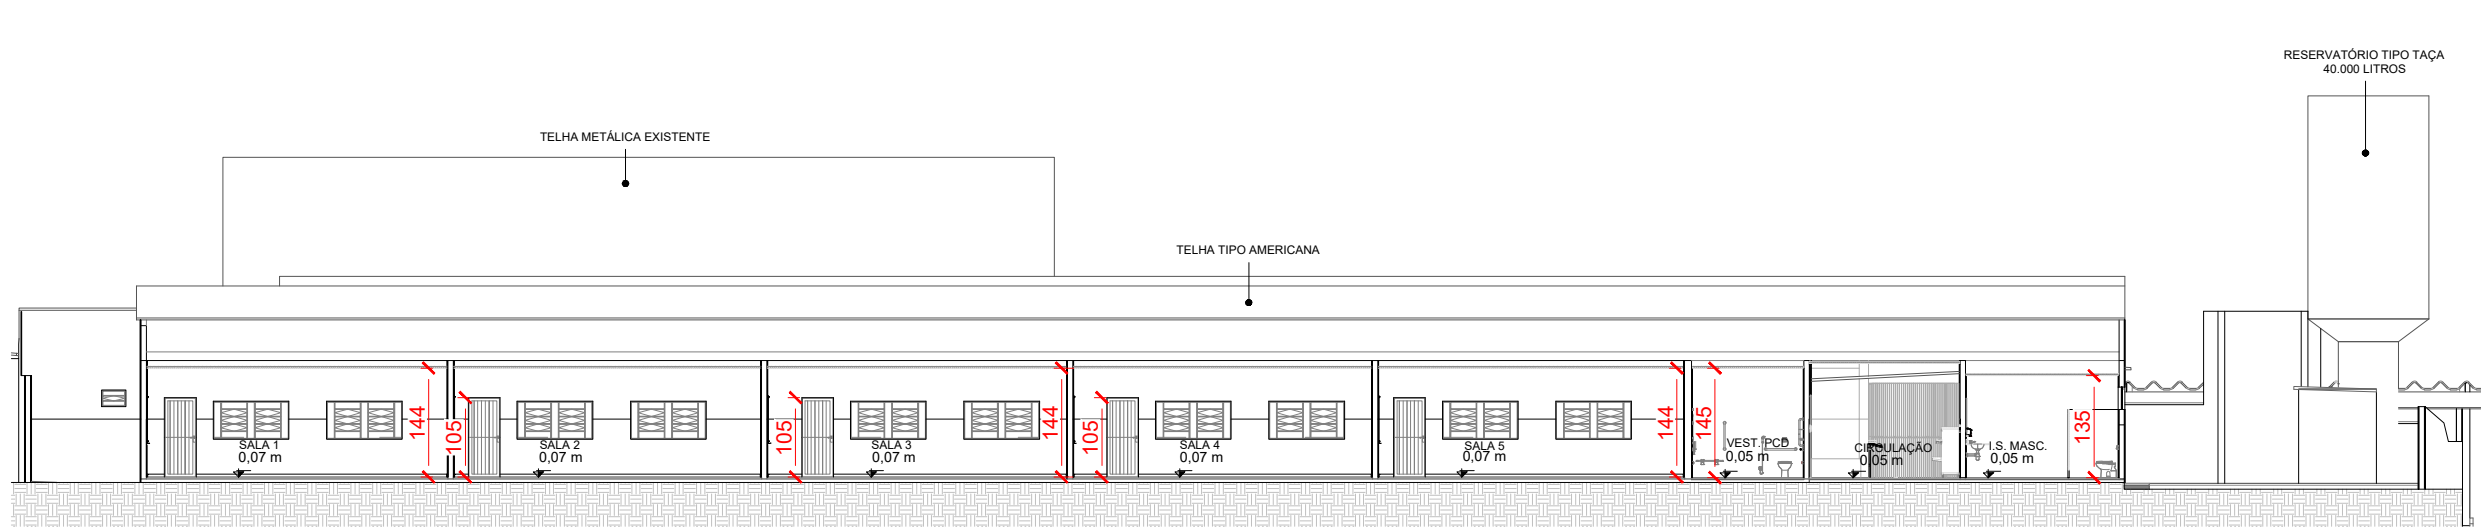 RESERVATÓRIO TIPO TAÇA
40.000 LITROS
TELHA METÁLICA EXISTENTE
TELHA TIPO AMERICANA
144
105
105
144
105
144
145
135
SALA 1
0,07 m
SALA 2
0,07 m
SALA 3
0,07 m
SALA 4
0,07 m
SALA 5
0,07 m
VEST. PCD
0,05 m
CIRCULAÇÃO
0,05 m
I.S. MASC.
0,05 m